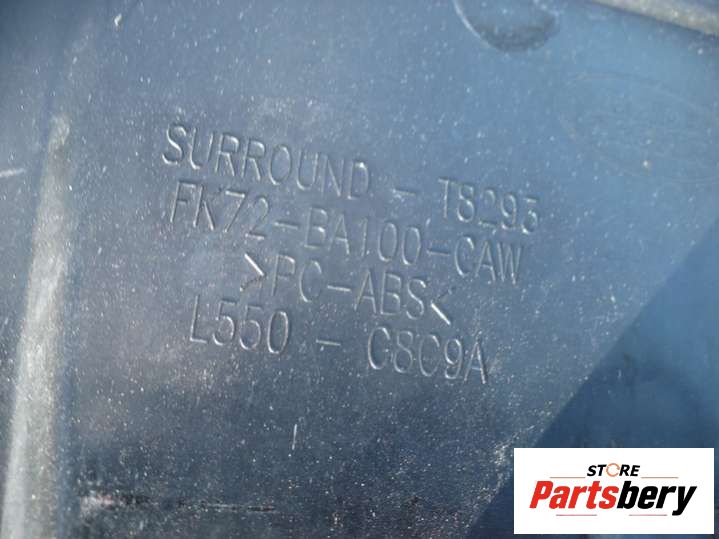 SURROUND - T8293
FK72-BA100-CAW
>PC-ABS<
L550 - C8C9A
STORE
Partsbery